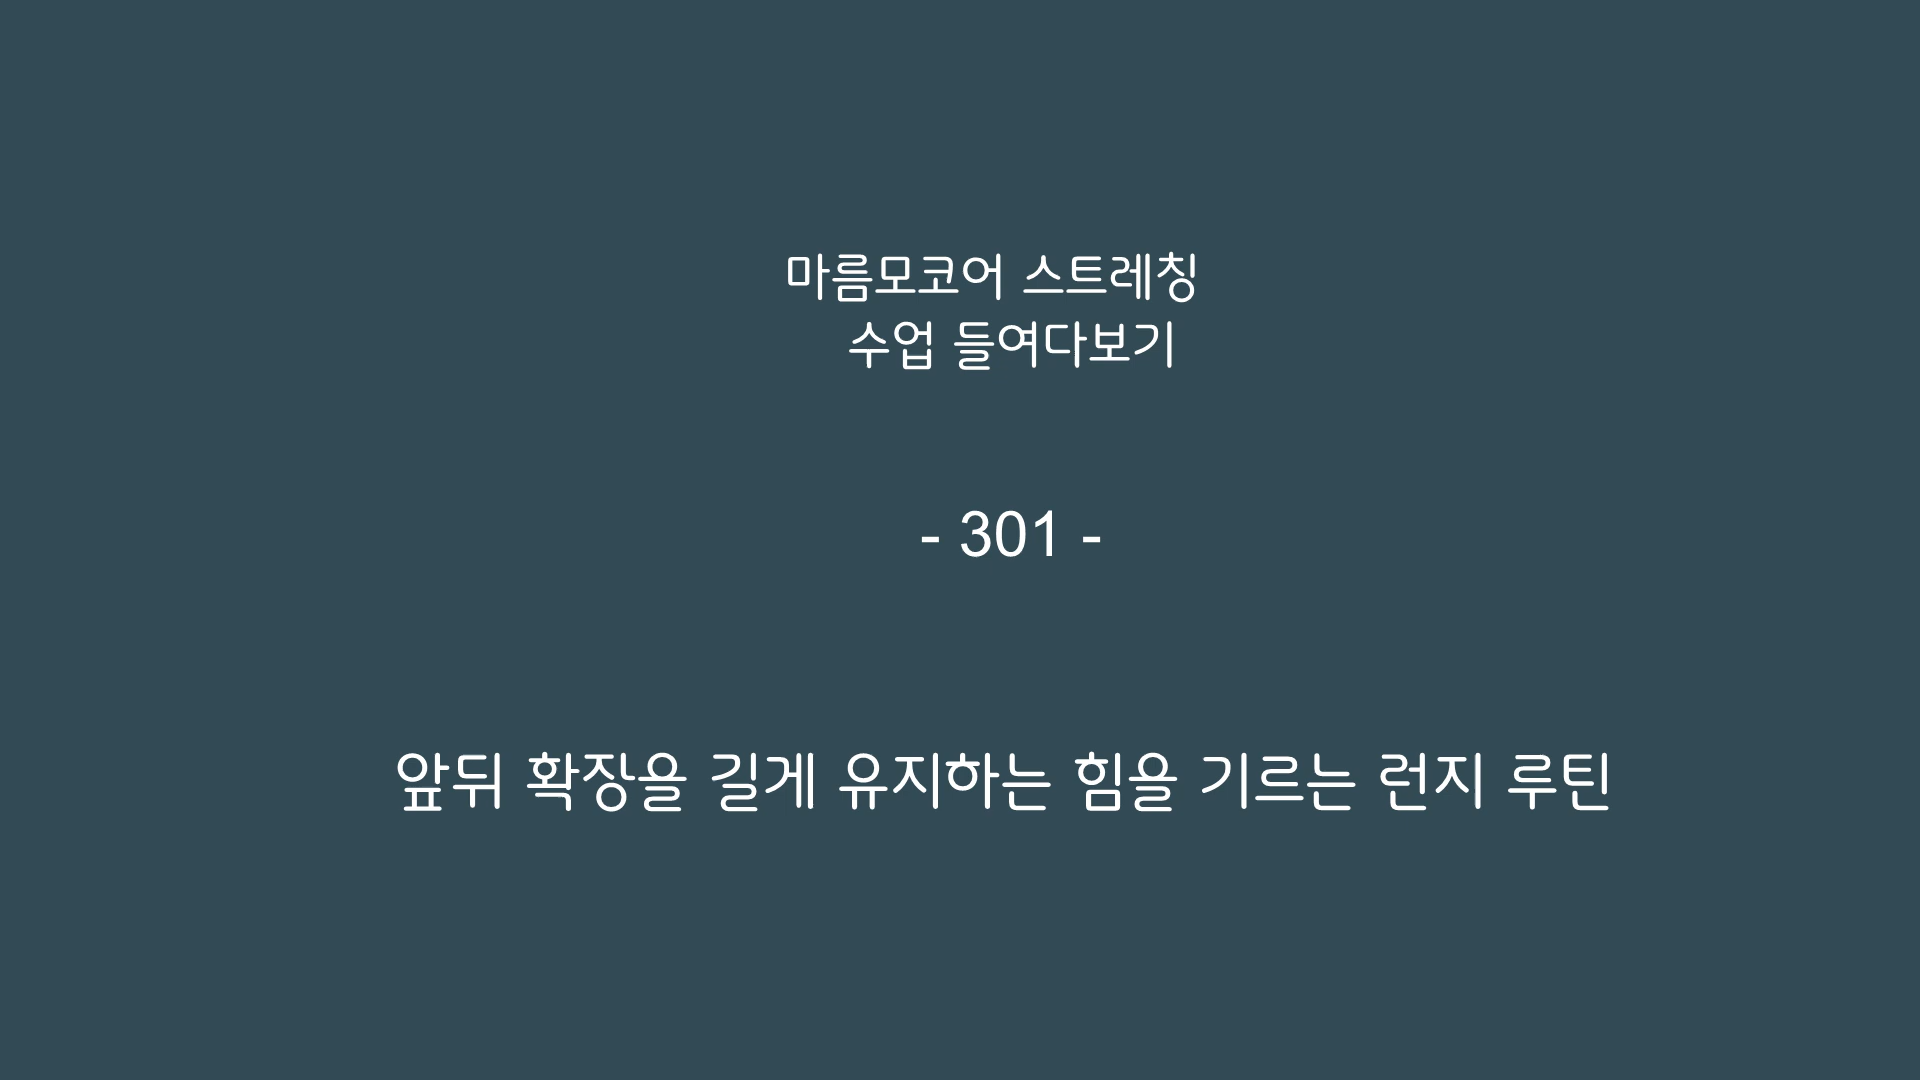 마름모코어 스트레칭
수업 들여다보기
- 301 -
앞뒤 확장을 길게 유지하는 힘을 기르는 런지 루틴